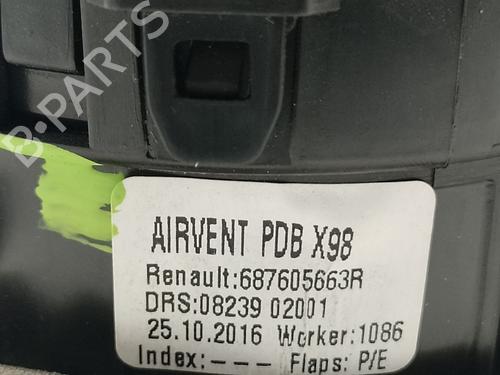 B-PARTS
AIRVENT PDB X98
Renault:687605663R
DRS:08239 02001
25.10.2016 Worker:1086
Index:--- Flaps: P/E